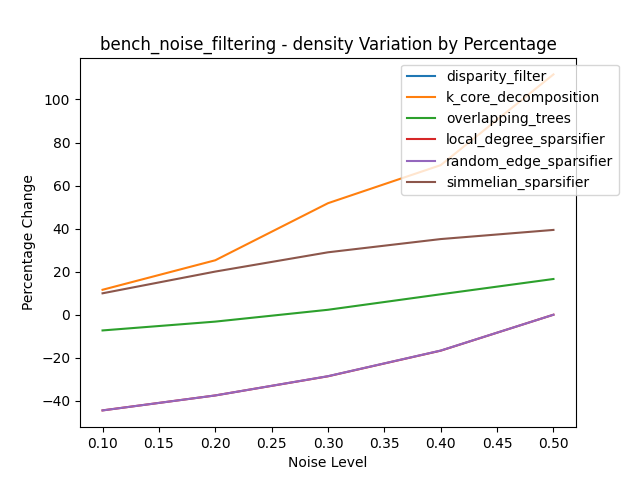 bench_noise_filtering - density Variation by Percentage
disparity_filter
k_core_decomposition
overlapping_trees
local_degree_sparsifier
random_edge_sparsifier
simmelian_sparsifier
Percentage Change
100
80
60
40
20
0
−20
−40
0.10 0.15 0.20 0.25 0.30 0.35 0.40 0.45 0.50
Noise Level